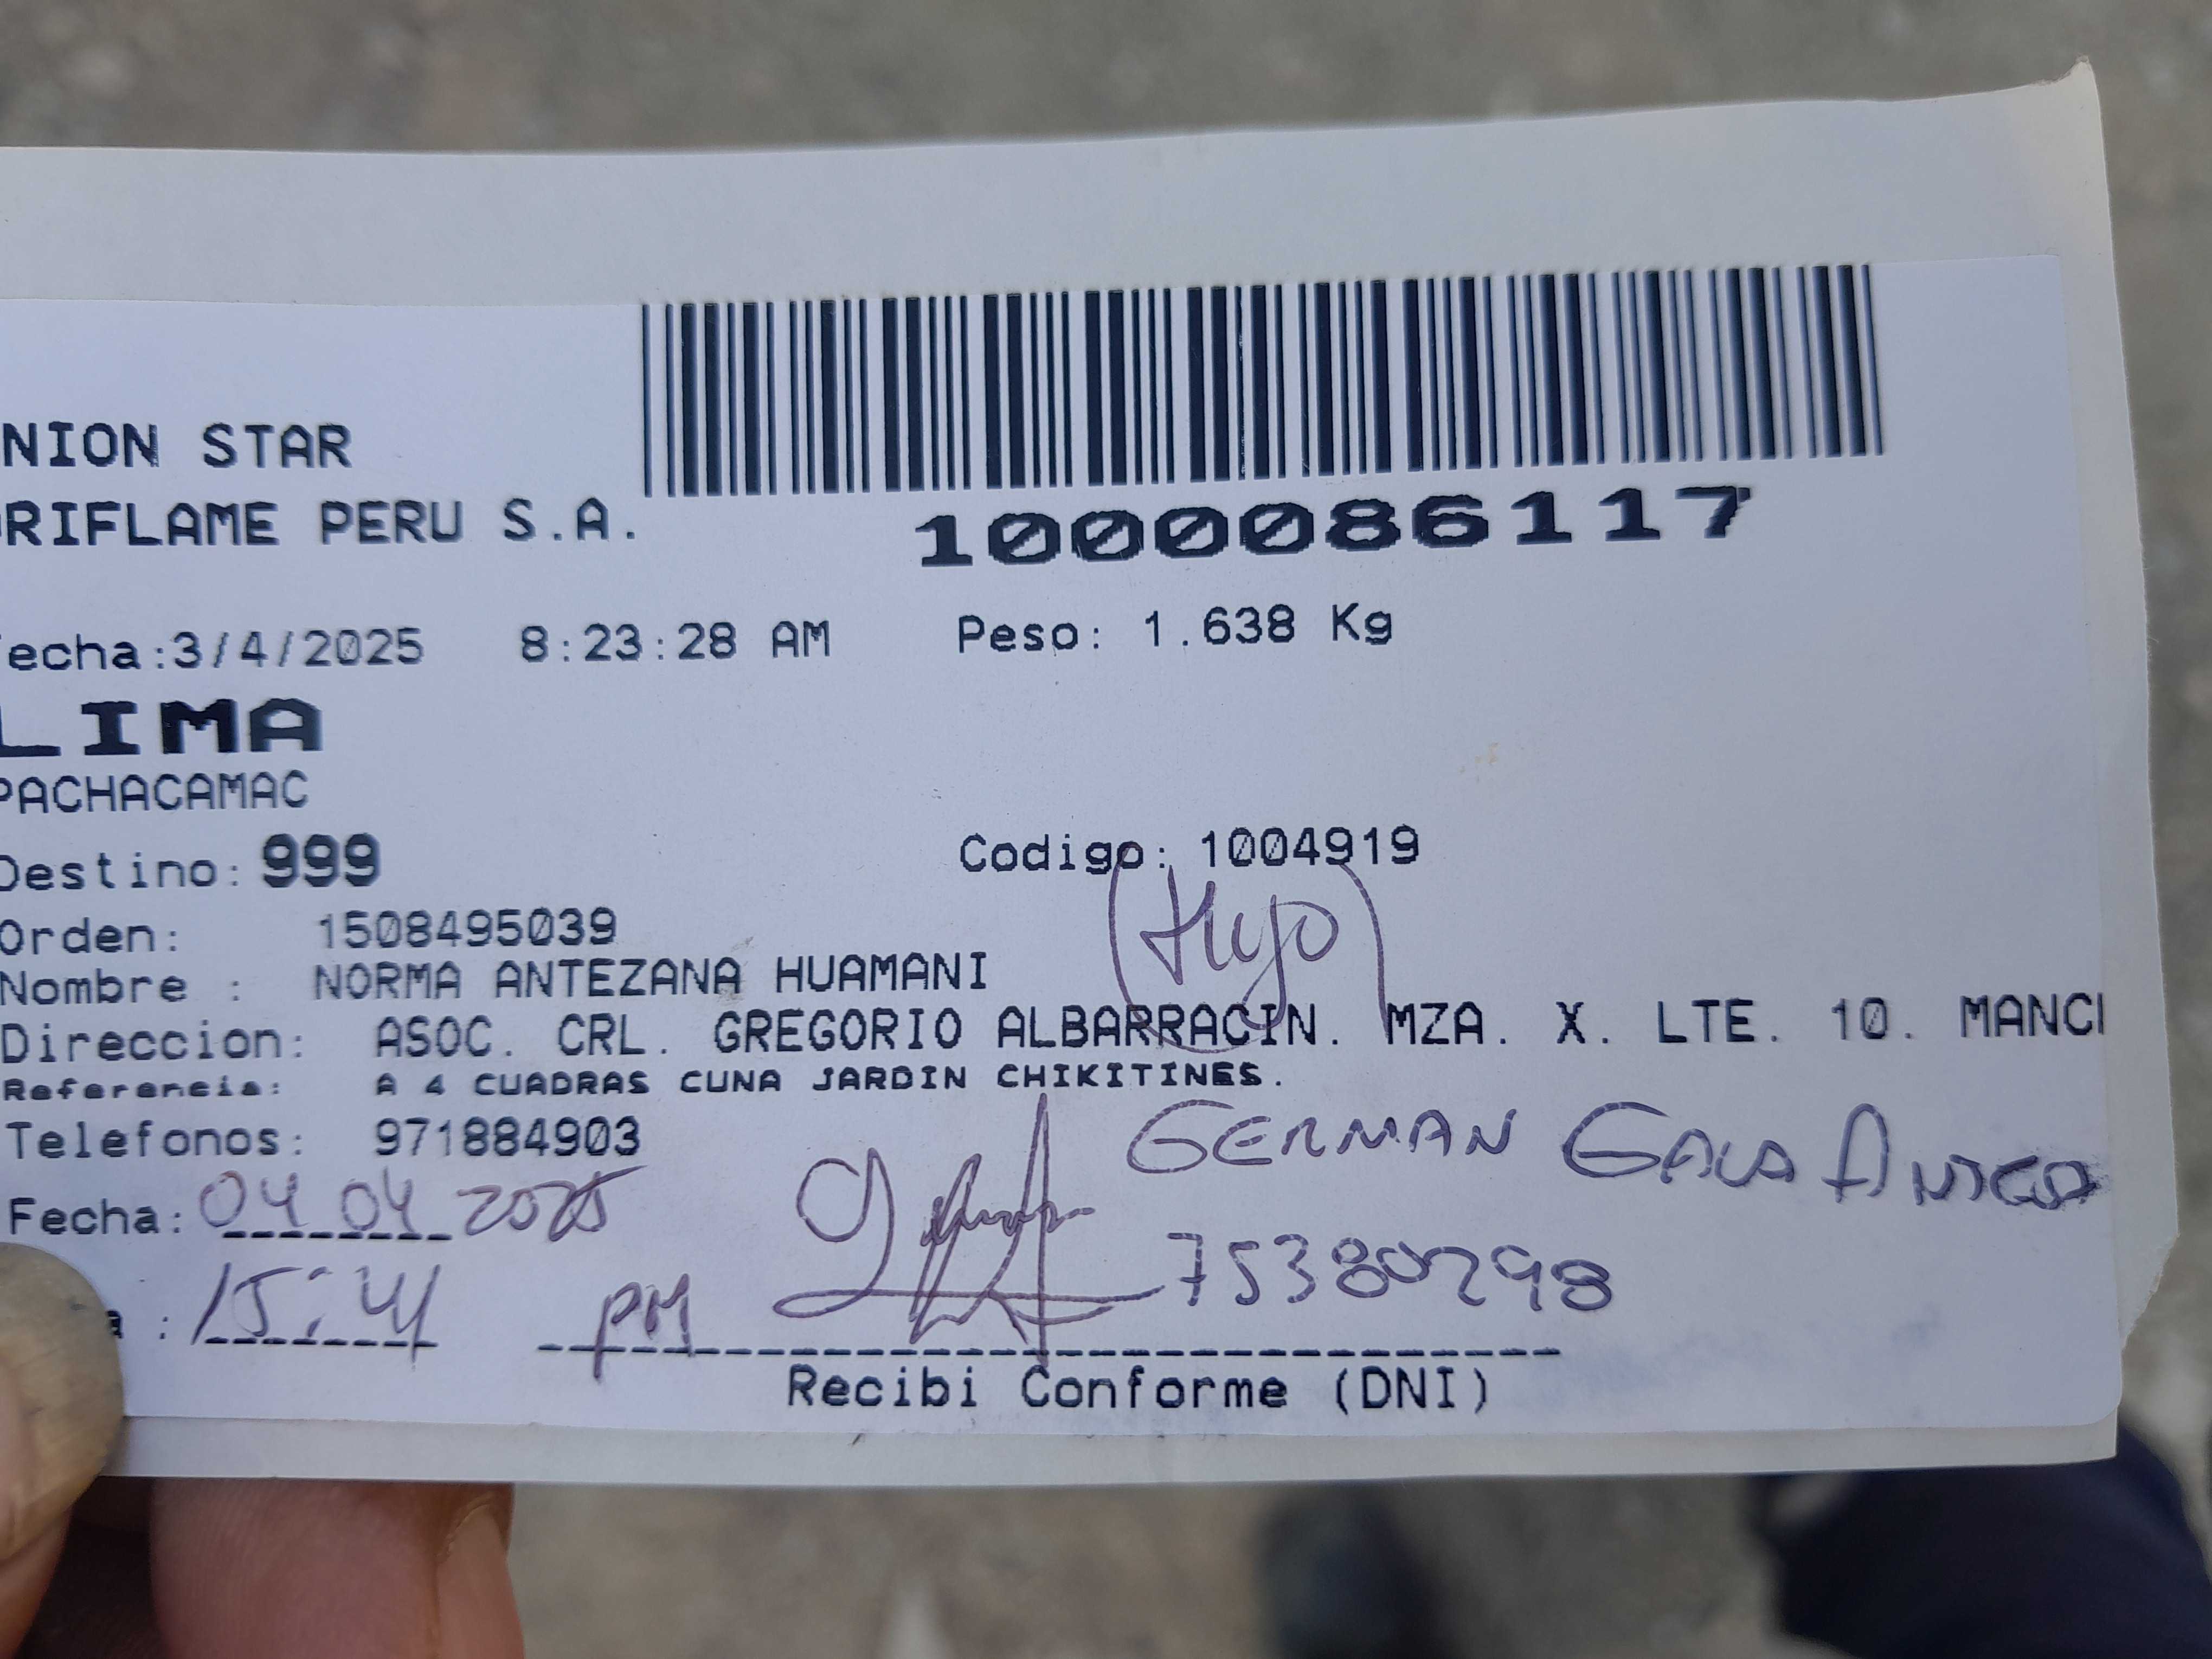 NION STAR
RIFLAME PERU S.A.
1000086117
echa:3/4/2025 8:23:28 AM Peso: 1.638 Kg
LIMA
PACHACAMAC
Destino: 999 Codigo: 1004919
Orden: 1508495039 (Hijo)
Nombre : NORMA ANTEZANA HUAMANI
Direccion: ASOC. CRL. GREGORIO ALBARRACIN. MZA. X. LTE. 10. MANCI
Referencia: A 4 CUADRAS CUNA JARDIN CHIKITINES.
Telefonos: 971884903 GERMAN
Fecha: 04 04 2025
a : 15:41 PM 75380298
Recibi Conforme (DNI)